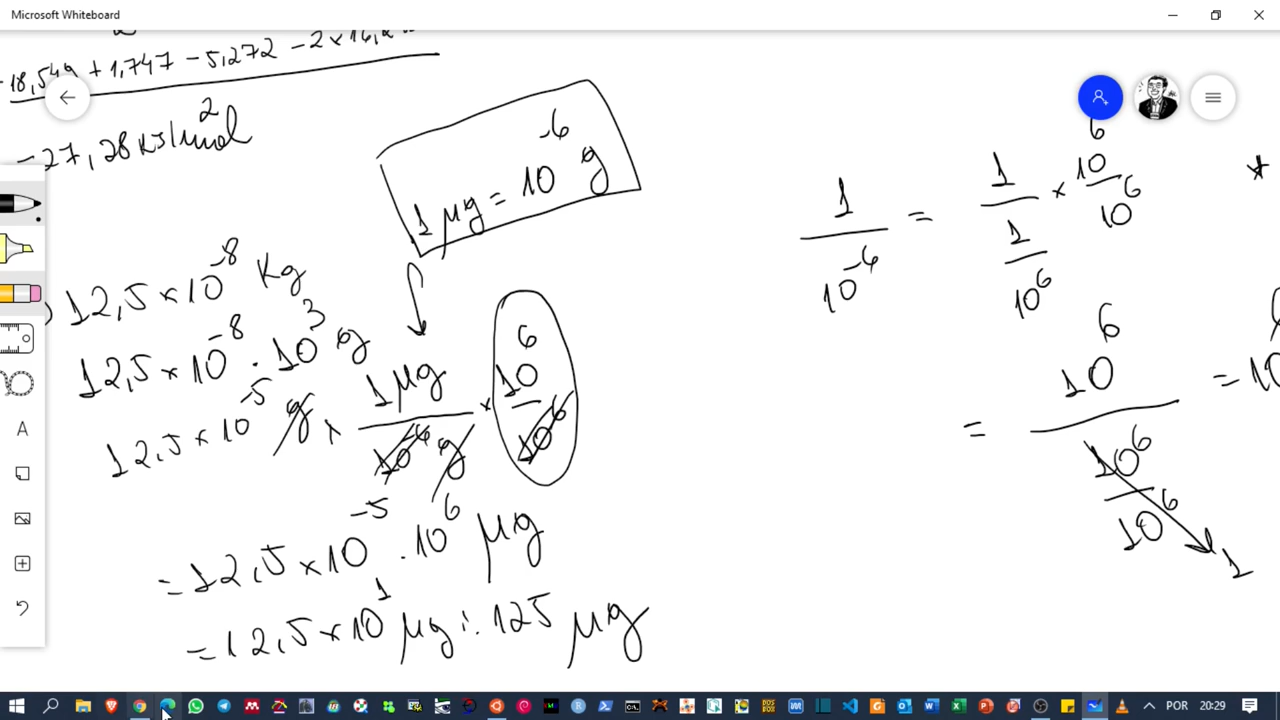 Microsoft Whiteboard
18,549 + 1,747 - 5,272 - 2 x 16,2
2
-27,28 KJ/mol
1 μg = 10^-6 g
12,5 x 10^-8 Kg
12,5 x 10^-8 . 10^3 g
12,5 x 10^-5 g x 1 μg / 10^-6 g x 10^6 / 10^6
= 12,5 x 10^-5 . 10^6 μg
= 12,5 x 10^1 μg ∴ 125 μg
1 / 10^-6 = 1 / (1 / 10^6) x 10^6 / 10^6
*
= 10^6 / (10^6 / 10^6) = 10
1
A
POR 20:29